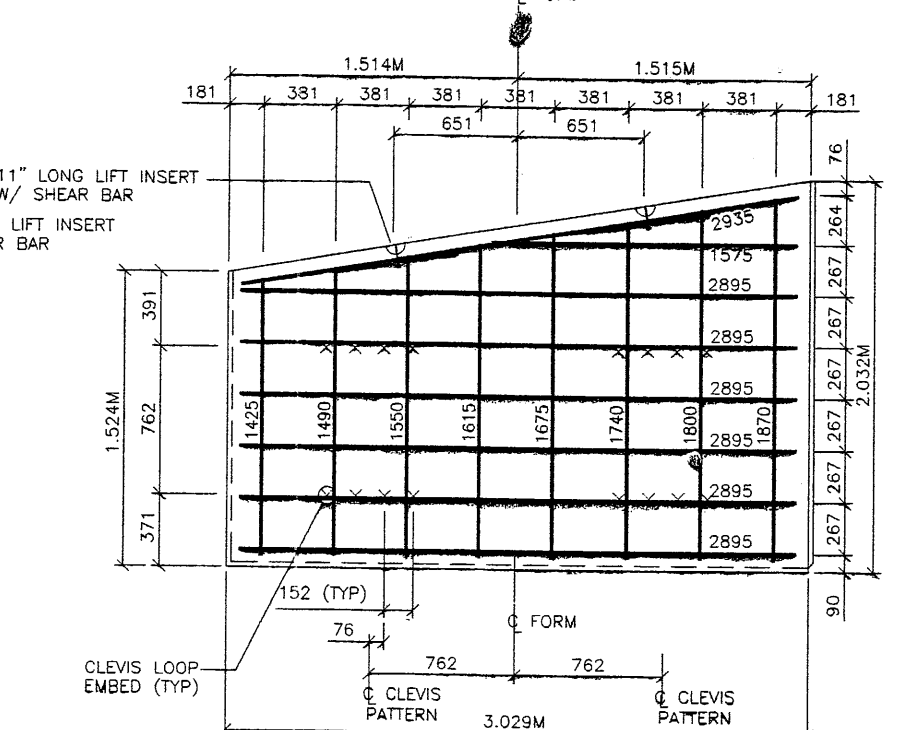 1.514M
1.515M
181
381
381
381
381
381
381
381
181
651
651
76
11" LONG LIFT INSERT
W/ SHEAR BAR
LIFT INSERT
R BAR
2935
264
1575
267
2895
391
267
2895
267
2.032M
2895
1.524M
762
1425
1490
1550
1615
1675
1740
1800
1870
267
2895
267
2895
371
267
2895
90
152 (TYP)
76
℄ FORM
762
762
CLEVIS LOOP
EMBED (TYP)
℄ CLEVIS
PATTERN
℄ CLEVIS
PATTERN
3.029M